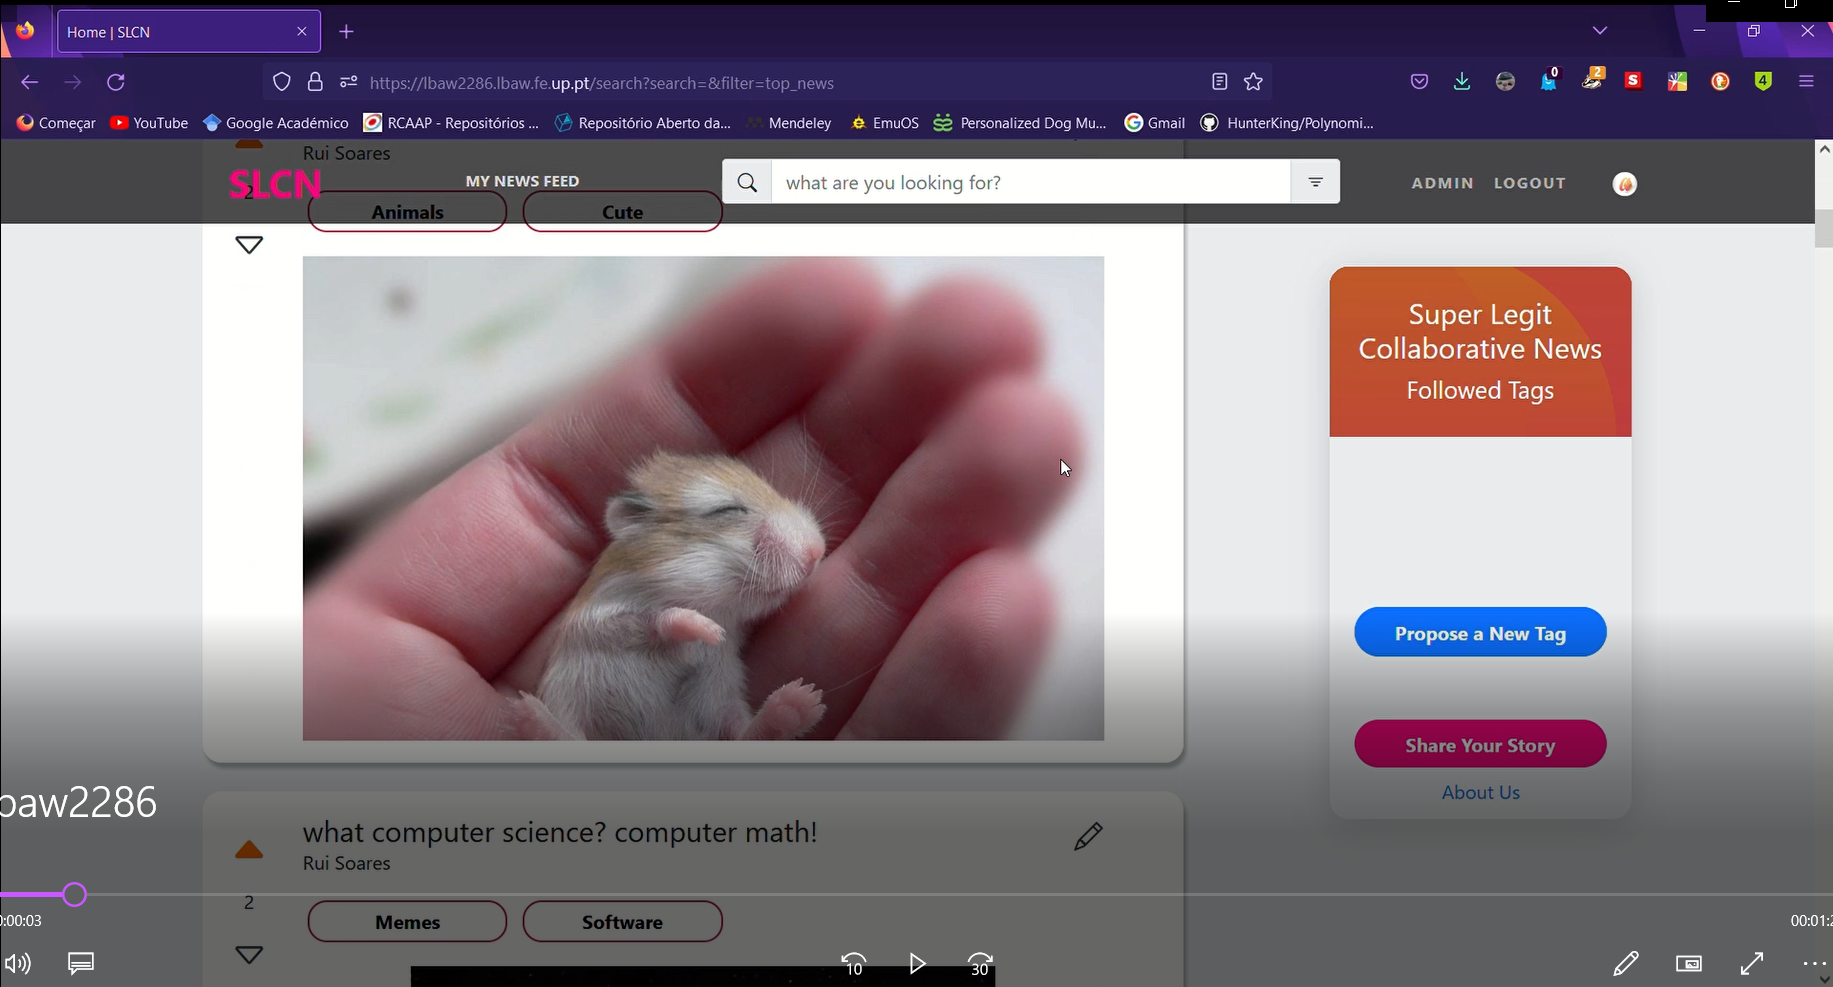 Home | SLCN
https://lbaw2286.lbaw.fe.up.pt/search?search=&filter=top_news
0
2
S
4
Começar
YouTube
Google Académico
RCAAP - Repositórios ...
Repositório Aberto da...
Mendeley
EmuOS
Personalized Dog Mu...
Gmail
HunterKing/Polynomi...
Rui Soares
SLCN
MY NEWS FEED
what are you looking for?
ADMIN
LOGOUT
2
Animals
Cute
Super Legit
Collaborative News
Followed Tags
Propose a New Tag
Share Your Story
About Us
baw2286
what computer science? computer math!
Rui Soares
2
Memes
Software
0:00:03
00:01:2
10
30